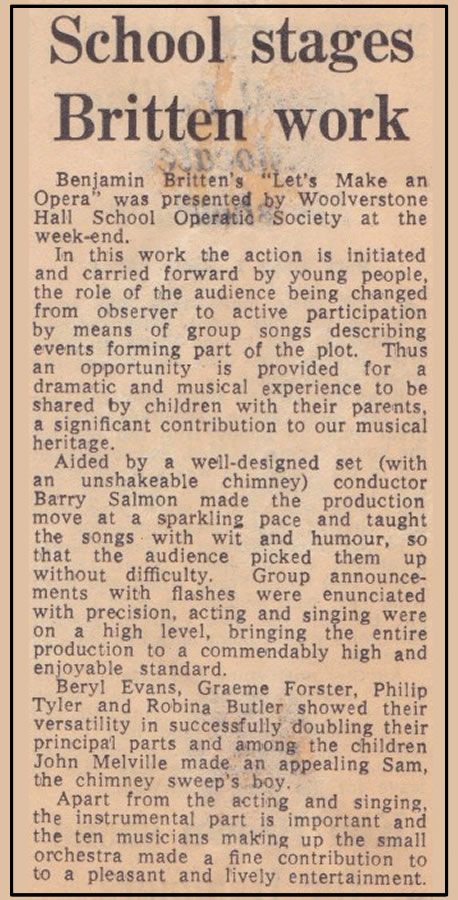 School stages
Britten work
Benjamin Britten's "Let's Make an
Opera" was presented by Woolverstone
Hall School Operatic Society at the
week-end.
In this work the action is initiated
and carried forward by young people,
the role of the audience being changed
from observer to active participation
by means of group songs describing
events forming part of the plot. Thus
an opportunity is provided for a
dramatic and musical experience to be
shared by children with their parents,
a significant contribution to our musical
heritage.
Aided by a well-designed set (with
an unshakeable chimney) conductor
Barry Salmon made the production
move at a sparkling pace and taught
the songs with wit and humour, so
that the audience picked them up
without difficulty. Group announce-
ments with flashes were enunciated
with precision, acting and singing were
on a high level, bringing the entire
production to a commendably high and
enjoyable standard.
Beryl Evans, Graeme Forster, Philip
Tyler and Robina Butler showed their
versatility in successfully doubling their
principal parts and among the children
John Melville made an appealing Sam,
the chimney sweep's boy.
Apart from the acting and singing,
the instrumental part is important and
the ten musicians making up the small
orchestra made a fine contribution to
to a pleasant and lively entertainment.